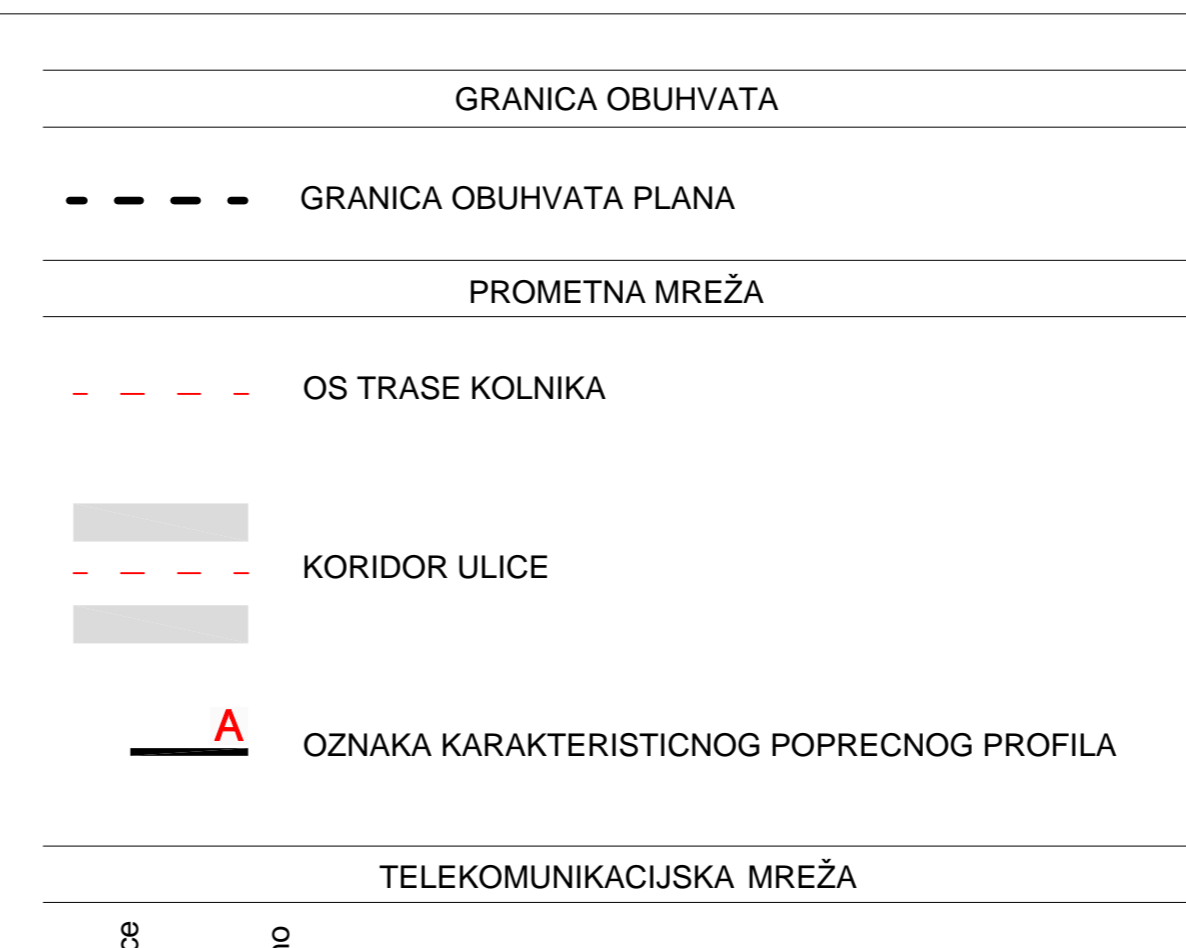 GRANICA OBUHVATA
GRANICA OBUHVATA PLANA
PROMETNA MREŽA
OS TRASE KOLNIKA
KORIDOR ULICE
A
OZNAKA KARAKTERISTICNOG POPRECNOG PROFILA
TELEKOMUNIKACIJSKA MREŽA